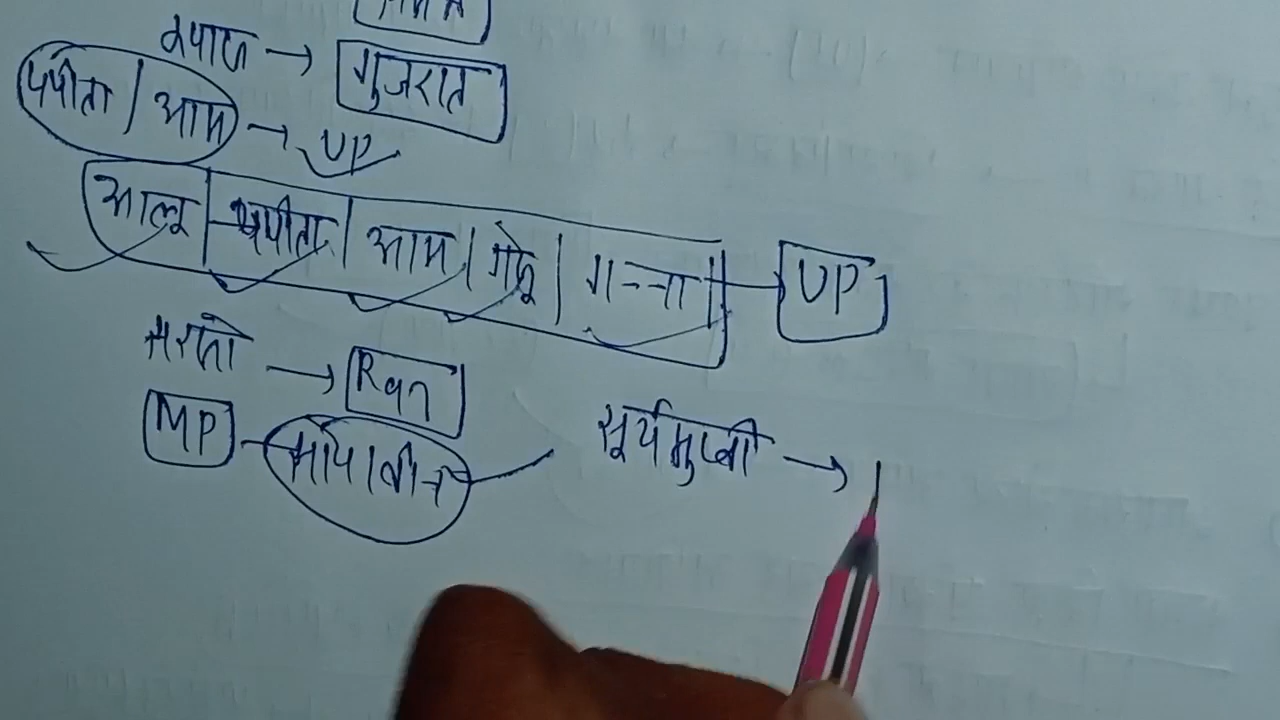 कपास → गुजरात
पपीता / आम → UP
आलू | पपीता | आम | गेहूं | गन्ना — UP
सरसो → Raj
MP — सोयाबीन
सूर्यमुखी →